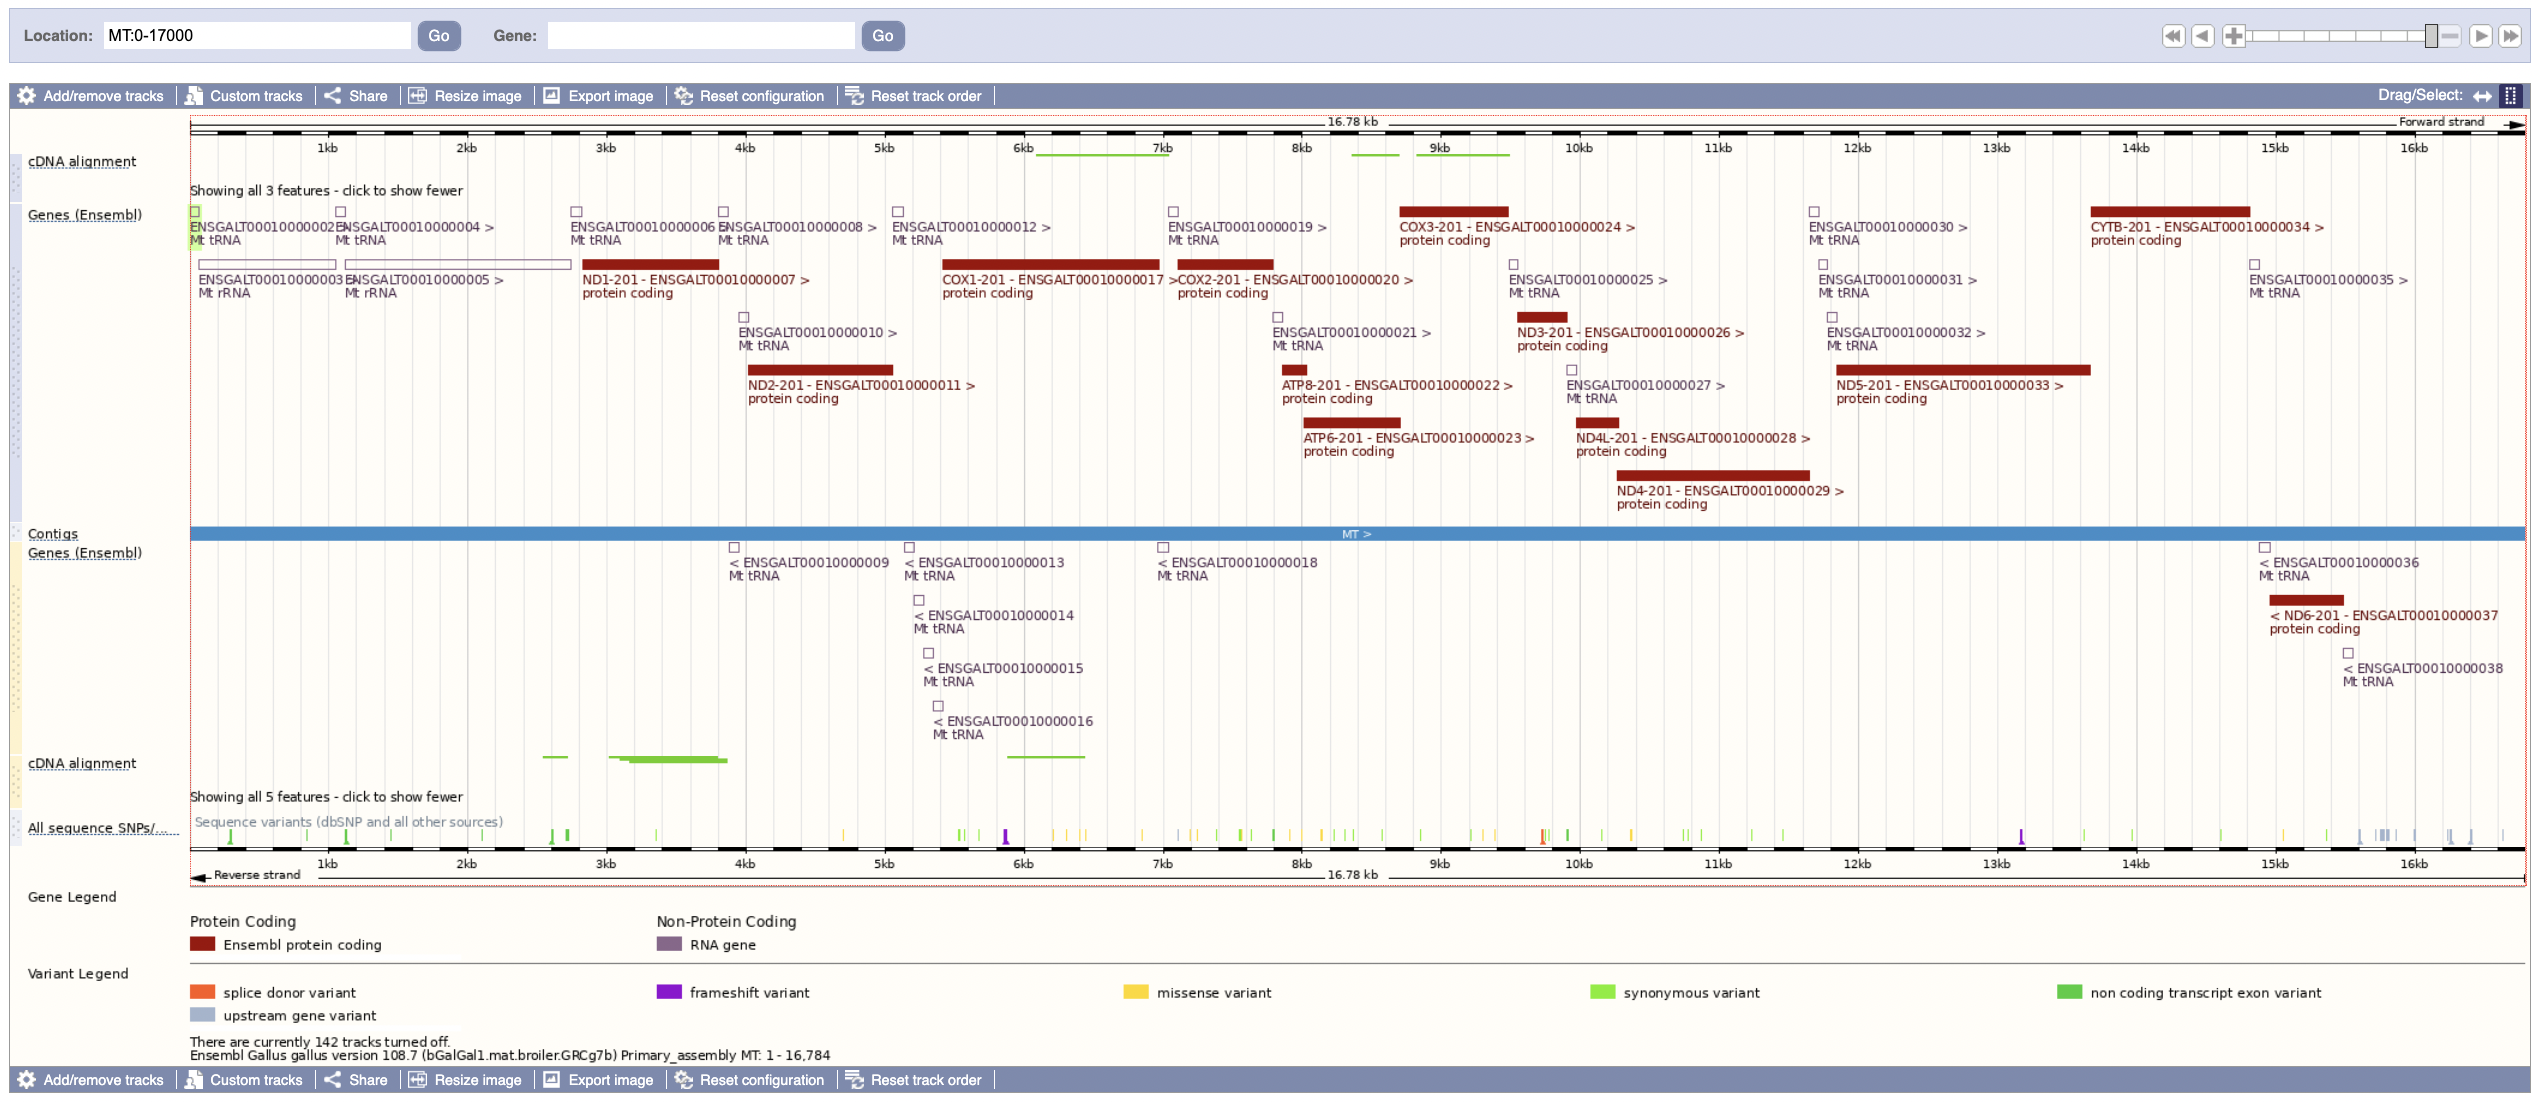 Location: MT:0-17000 Go Gene: Go
Add/remove tracks Custom tracks Share Resize image Export image Reset configuration Reset track order Drag/Select:
16.78 kb Forward strand
1kb 2kb 3kb 4kb 5kb 6kb 7kb 8kb 9kb 10kb 11kb 12kb 13kb 14kb 15kb 16kb
cDNA alignment
Showing all 3 features - click to show fewer
Genes (Ensembl)
ENSGALT00010000002 > ENSGALT00010000004 > ENSGALT00010000006 > ENSGALT00010000008 > ENSGALT00010000012 > ENSGALT00010000019 > COX3-201 - ENSGALT00010000024 > ENSGALT00010000030 > CYTB-201 - ENSGALT00010000034 >
Mt tRNA Mt tRNA Mt tRNA Mt tRNA Mt tRNA Mt tRNA protein coding Mt tRNA protein coding
ENSGALT00010000003 > ENSGALT00010000005 > ND1-201 - ENSGALT00010000007 > COX1-201 - ENSGALT00010000017 > COX2-201 - ENSGALT00010000020 > ENSGALT00010000025 > ENSGALT00010000031 > ENSGALT00010000035 >
Mt rRNA Mt rRNA protein coding protein coding protein coding Mt tRNA Mt tRNA Mt tRNA
ENSGALT00010000010 > ENSGALT00010000021 > ND3-201 - ENSGALT00010000026 > ENSGALT00010000032 >
Mt tRNA Mt tRNA protein coding Mt tRNA
ND2-201 - ENSGALT00010000011 > ATP8-201 - ENSGALT00010000022 > ENSGALT00010000027 > ND5-201 - ENSGALT00010000033 >
protein coding protein coding Mt tRNA protein coding
ATP6-201 - ENSGALT00010000023 > ND4L-201 - ENSGALT00010000028 >
protein coding protein coding
ND4-201 - ENSGALT00010000029 >
protein coding
Contigs MT >
Genes (Ensembl)
< ENSGALT00010000009 < ENSGALT00010000013 < ENSGALT00010000018 < ENSGALT00010000036
Mt tRNA Mt tRNA Mt tRNA Mt tRNA
< ENSGALT00010000014 < ND6-201 - ENSGALT00010000037
Mt tRNA protein coding
< ENSGALT00010000015 < ENSGALT00010000038
Mt tRNA Mt tRNA
< ENSGALT00010000016
Mt tRNA
cDNA alignment
Showing all 5 features - click to show fewer
Sequence variants (dbSNP and all other sources)
All sequence SNPs/...
1kb 2kb 3kb 4kb 5kb 6kb 7kb 8kb 9kb 10kb 11kb 12kb 13kb 14kb 15kb 16kb
Reverse strand 16.78 kb
Gene Legend
Protein Coding Non-Protein Coding
Ensembl protein coding RNA gene
Variant Legend
splice donor variant frameshift variant missense variant synonymous variant non coding transcript exon variant
upstream gene variant
There are currently 142 tracks turned off.
Ensembl Gallus gallus version 108.7 (bGalGal1.mat.broiler.GRCg7b) Primary_assembly MT: 1 - 16,784
Add/remove tracks Custom tracks Share Resize image Export image Reset configuration Reset track order